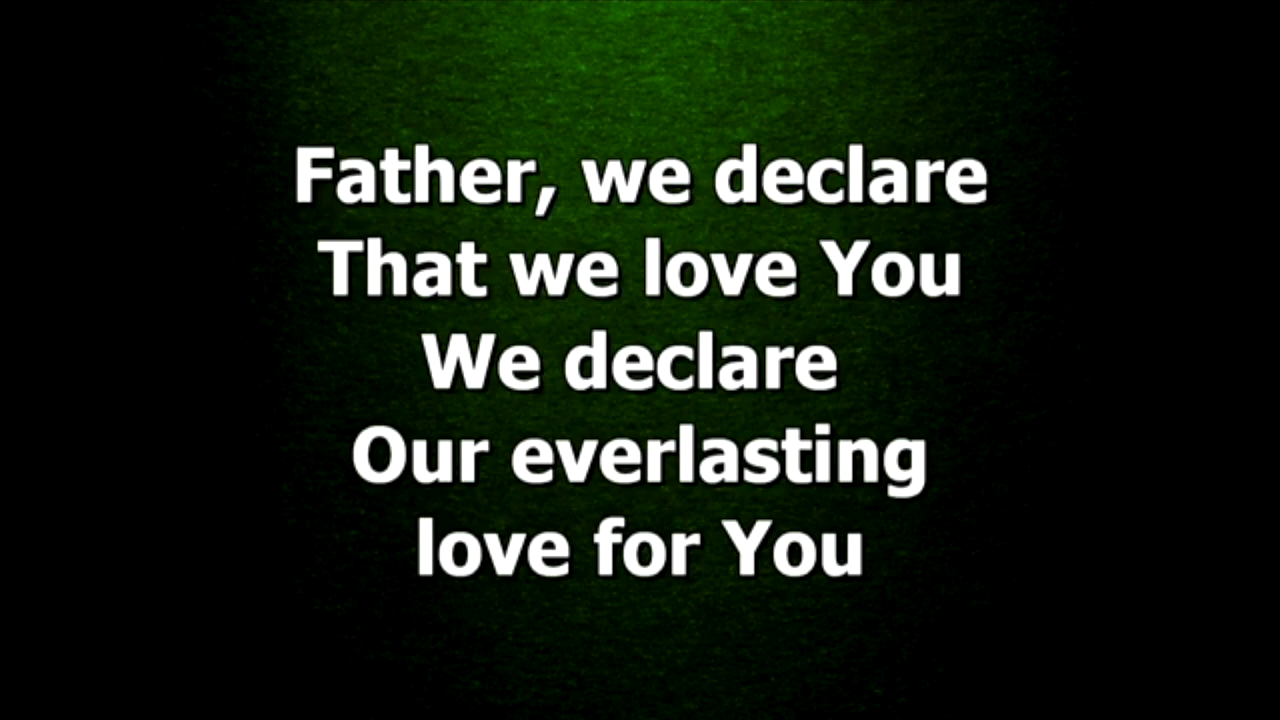 Father, we declare
That we love You
We declare
Our everlasting
love for You